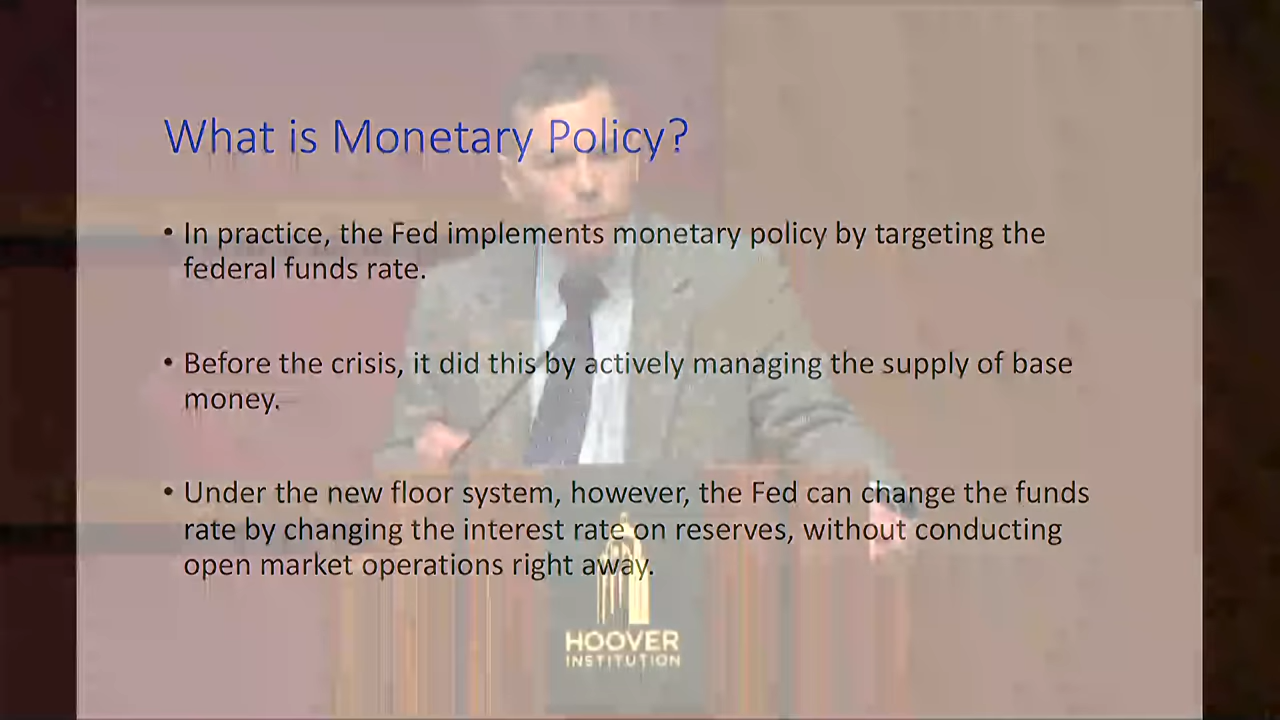 What is Monetary Policy?
• In practice, the Fed implements monetary policy by targeting the
federal funds rate.
• Before the crisis, it did this by actively managing the supply of base
money.
• Under the new floor system, however, the Fed can change the funds
rate by changing the interest rate on reserves, without conducting
open market operations right away.
HOOVER
INSTITUTION